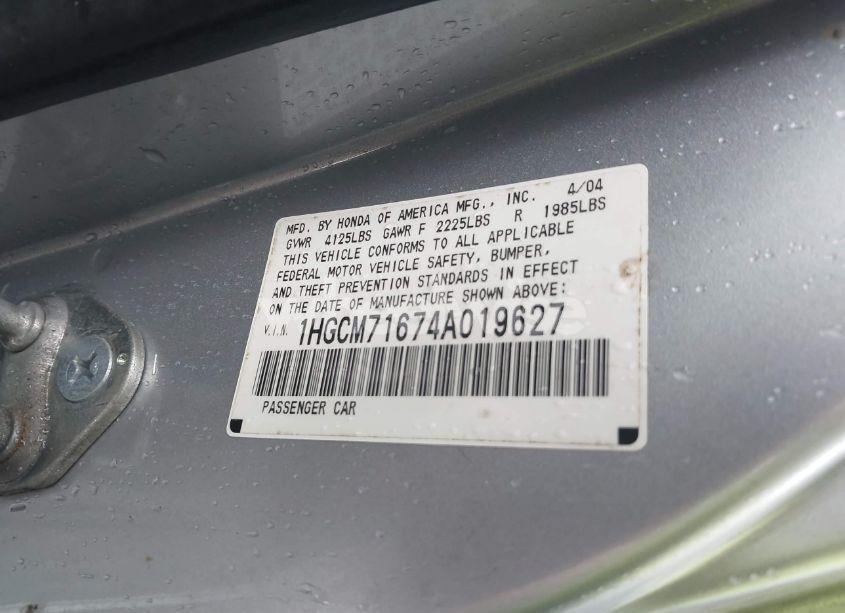 MFD. BY HONDA OF AMERICA MFG., INC. 4/04
GVWR 4125LBS GAWR F 2225LBS R 1985LBS
THIS VEHICLE CONFORMS TO ALL APPLICABLE
FEDERAL MOTOR VEHICLE SAFETY, BUMPER,
AND THEFT PREVENTION STANDARDS IN EFFECT
ON THE DATE OF MANUFACTURE SHOWN ABOVE:
V.I.N. 1HGCM71674A019627
PASSENGER CAR